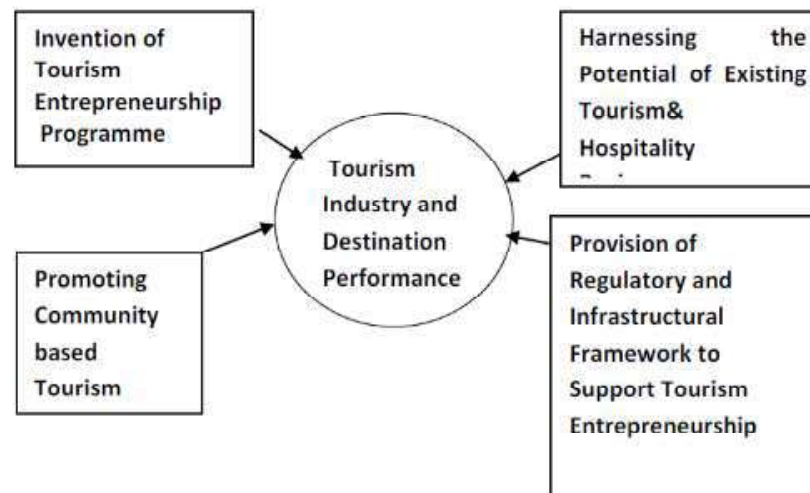 Invention of
Tourism
Entrepreneurship
Programme
Harnessing the
Potential of Existing
Tourism&
Hospitality
Tourism
Industry and
Destination
Performance
Promoting
Community
based
Tourism
Provision of
Regulatory and
Infrastructural
Framework to
Support Tourism
Entrepreneurship